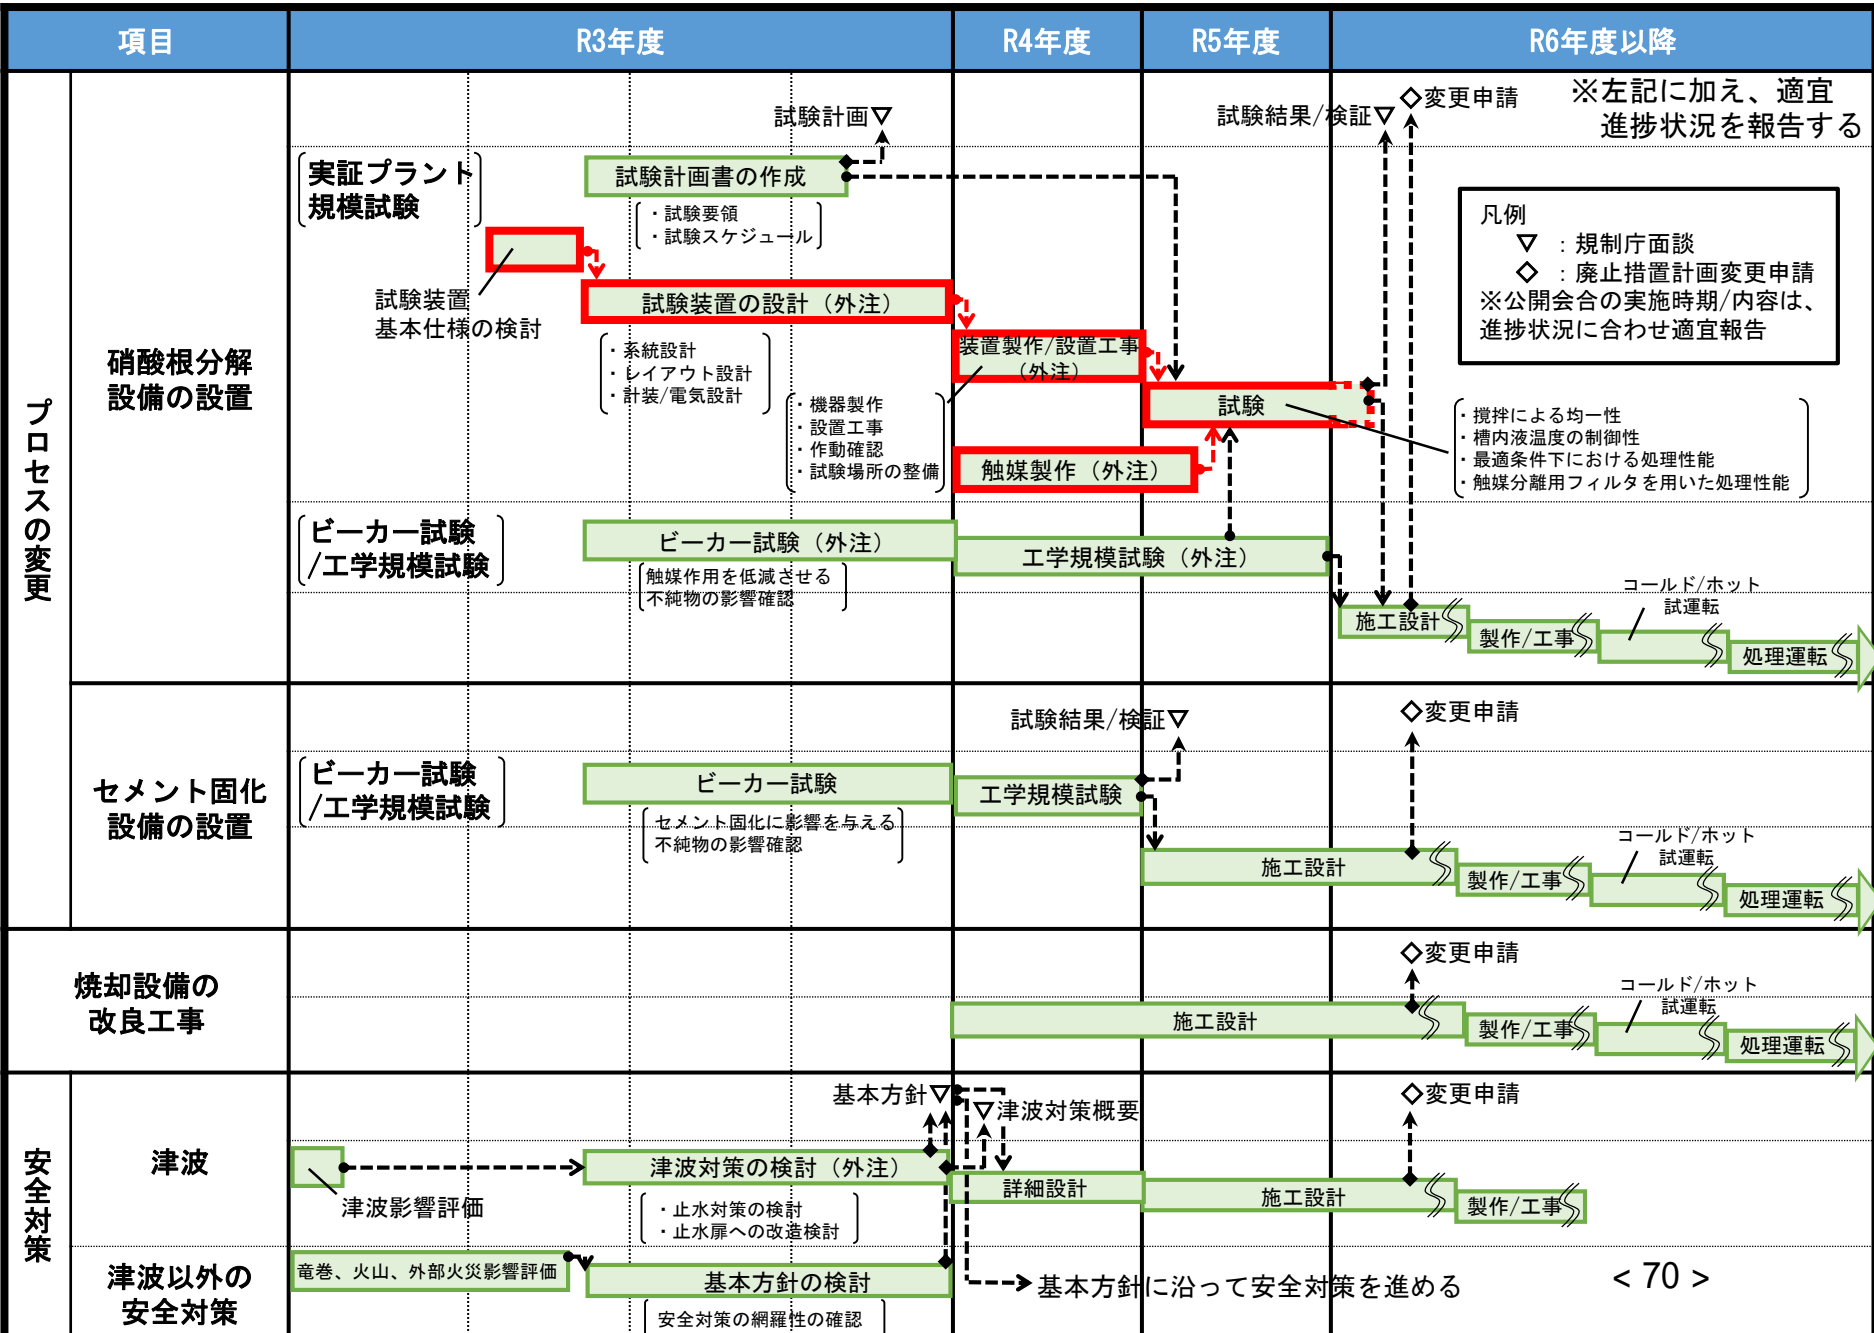 項目
R3年度
R4年度
R5年度
R6年度以降
プロセスの変更
硝酸根分解
設備の設置
試験計画▽
試験結果/検証▽
◇変更申請
※左記に加え、適宜
進捗状況を報告する
実証プラント
規模試験
試験計画書の作成
・試験要領
・試験スケジュール
試験装置
基本仕様の検討
試験装置の設計（外注）
・系統設計
・レイアウト設計
・計装/電気設計
装置製作/設置工事
（外注）
・機器製作
・設置工事
・作動確認
・試験場所の整備
試験
・撹拌による均一性
・槽内液温度の制御性
・最適条件下における処理性能
・触媒分離用フィルタを用いた処理性能
触媒製作（外注）
凡例
▽ ：規制庁面談
◇ ：廃止措置計画変更申請
※公開会合の実施時期/内容は、
進捗状況に合わせ適宜報告
ビーカー試験
/工学規模試験
ビーカー試験（外注）
触媒作用を低減させる
不純物の影響確認
工学規模試験（外注）
施工設計
製作/工事
コールド/ホット
試運転
処理運転
セメント固化
設備の設置
試験結果/検証▽
◇変更申請
ビーカー試験
/工学規模試験
ビーカー試験
セメント固化に影響を与える
不純物の影響確認
工学規模試験
施工設計
製作/工事
コールド/ホット
試運転
処理運転
焼却設備の
改良工事
◇変更申請
施工設計
製作/工事
コールド/ホット
試運転
処理運転
安全対策
津波
基本方針▽
▽津波対策概要
◇変更申請
津波影響評価
津波対策の検討（外注）
・止水対策の検討
・止水扉への改造検討
詳細設計
施工設計
製作/工事
津波以外の
安全対策
竜巻、火山、外部火災影響評価
基本方針の検討
安全対策の網羅性の確認
基本方針に沿って安全対策を進める
< 70 >